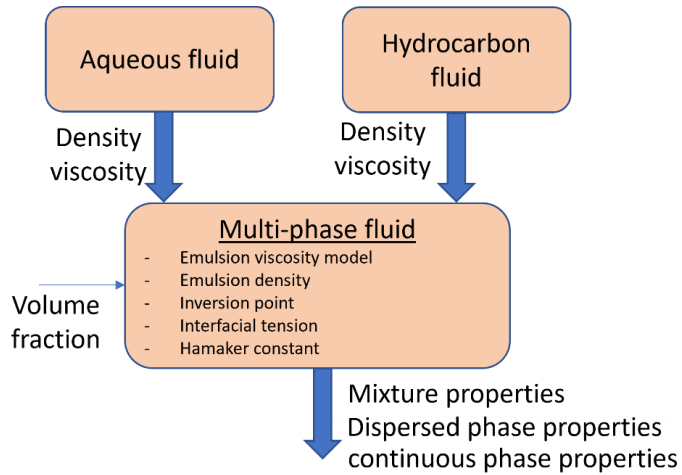 Aqueous fluid
Hydrocarbon
fluid
Density
viscosity
Density
viscosity
Multi-phase fluid
- Emulsion viscosity model
- Emulsion density
- Inversion point
- Interfacial tension
- Hamaker constant
Volume
fraction
Mixture properties
Dispersed phase properties
continuous phase properties